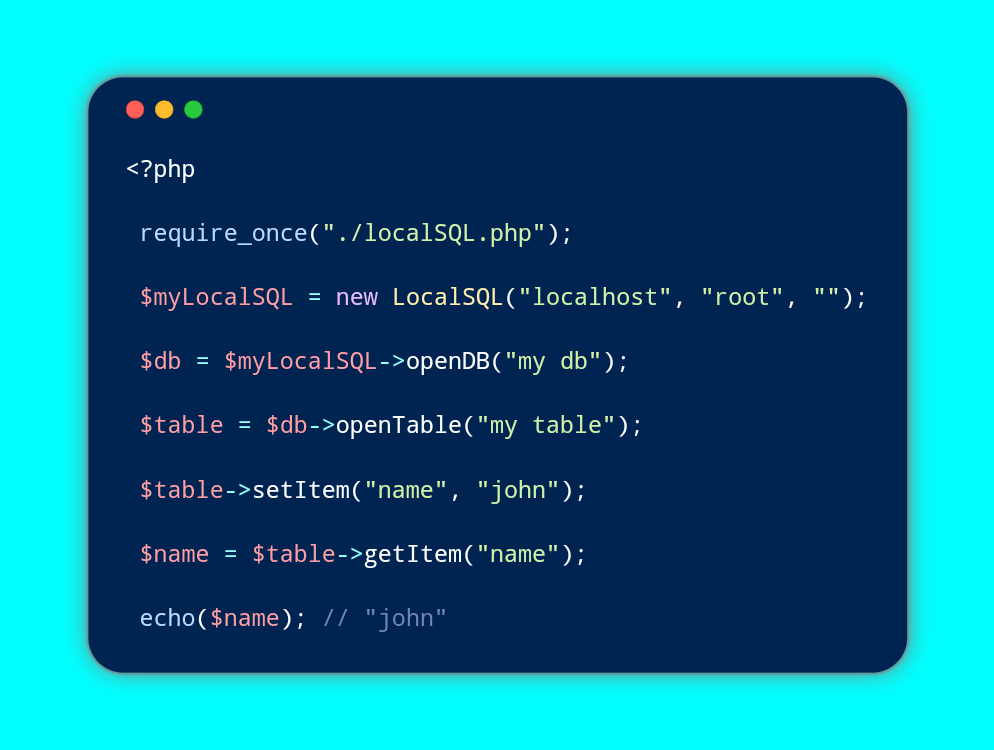 <?php
require_once("./localSQL.php");
$myLocalSQL = new LocalSQL("localhost", "root", "");
$db = $myLocalSQL->openDB("my db");
$table = $db->openTable("my table");
$table->setItem("name", "john");
$name = $table->getItem("name");
echo($name); // "john"